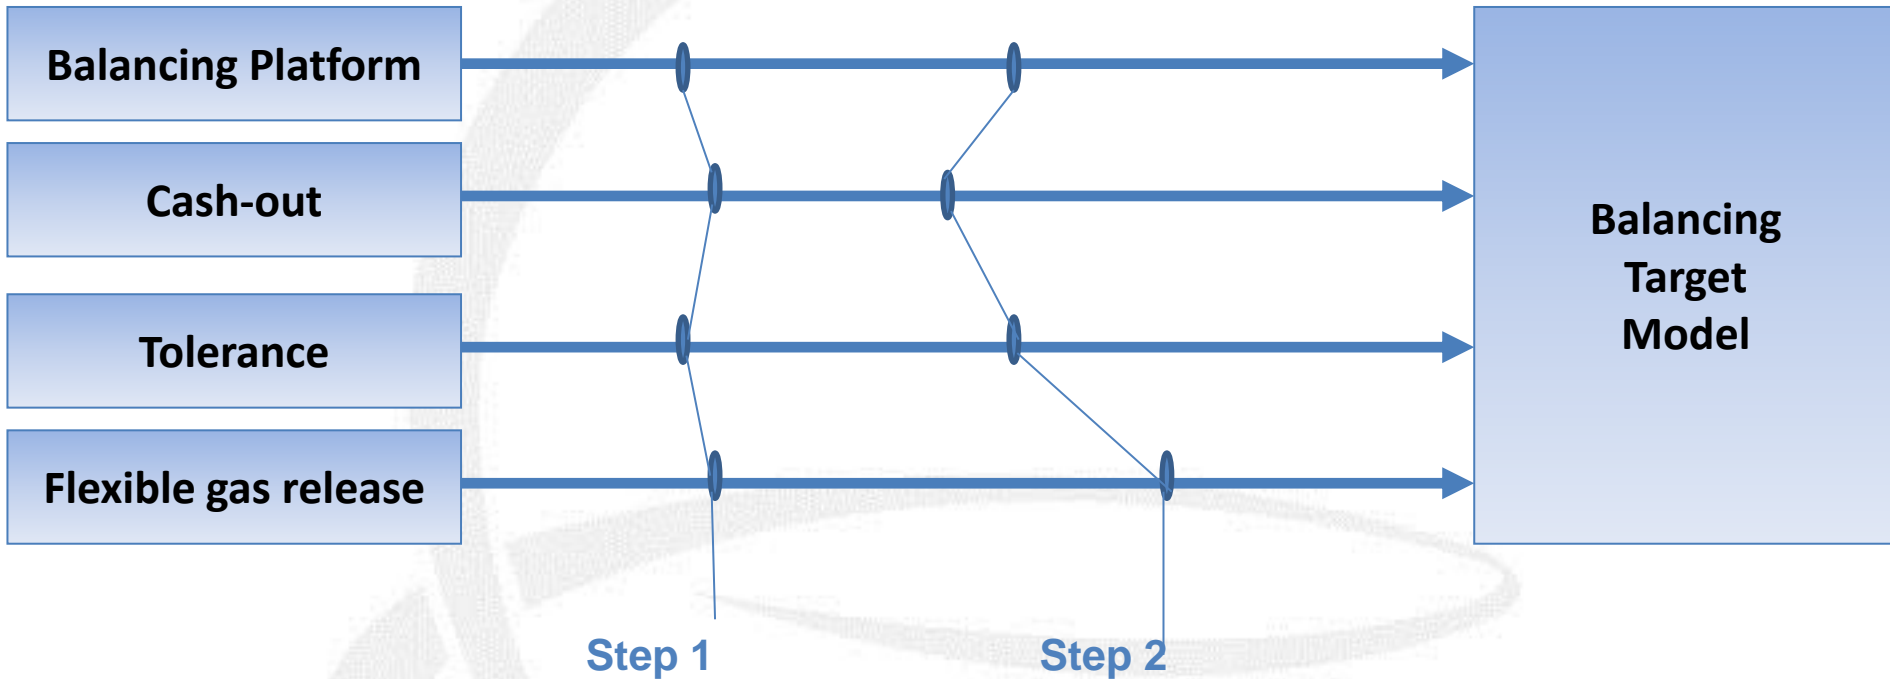 Balancing Platform
Cash-out
Tolerance
Flexible gas release
Balancing
Target
Model
Step 1
Step 2